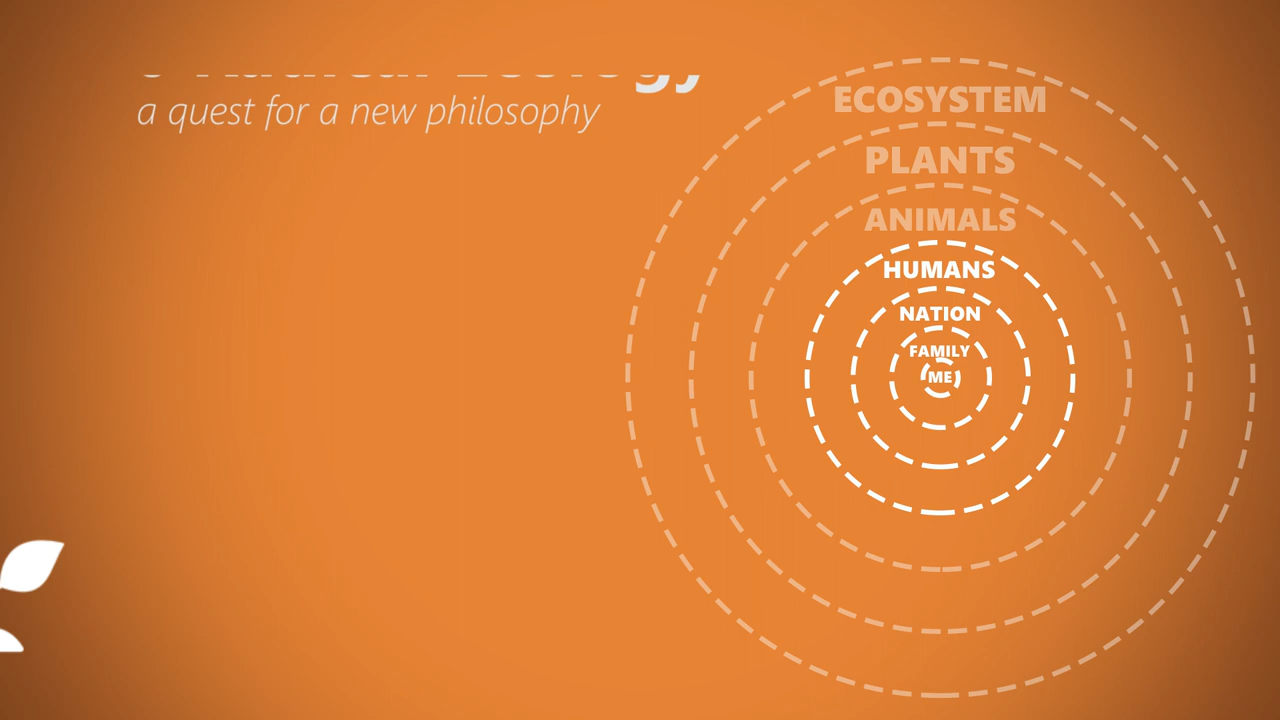 a quest for a new philosophy
ECOSYSTEM
PLANTS
ANIMALS
HUMANS
NATION
FAMILY
ME